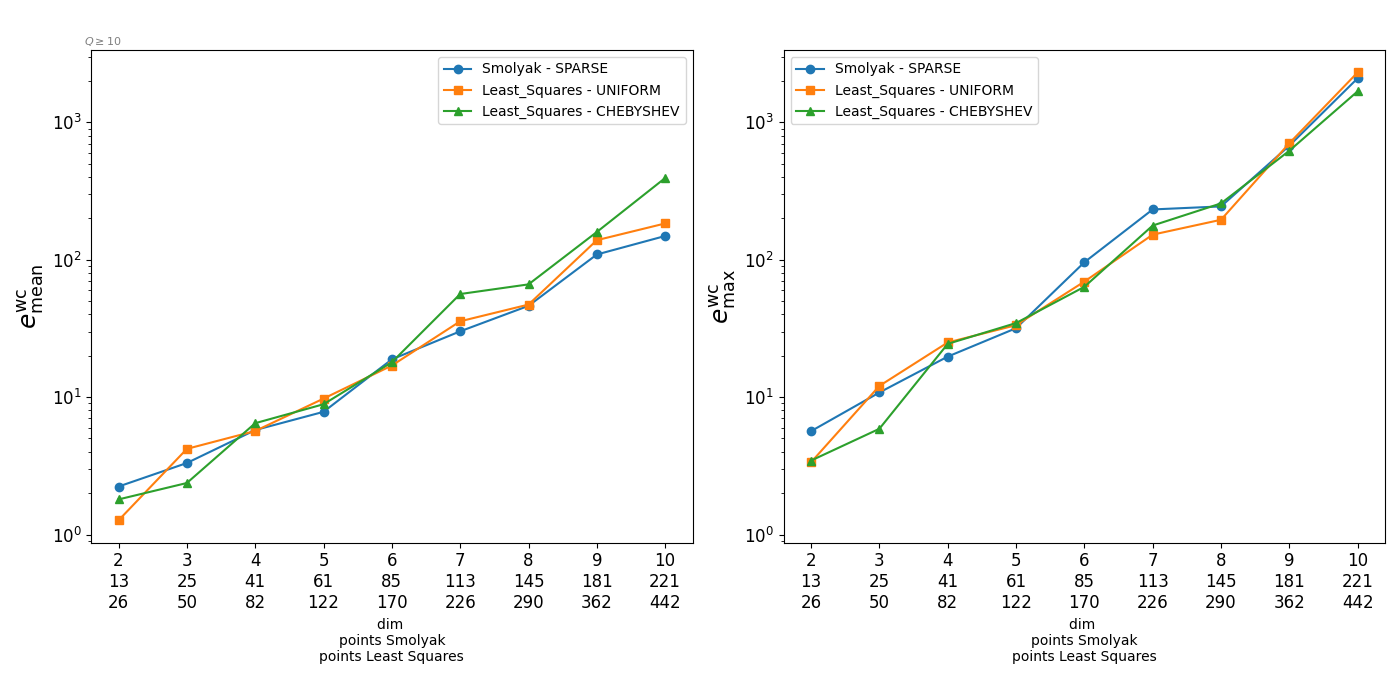 Q ≥ 10
Smolyak - SPARSE
Least_Squares - UNIFORM
Least_Squares - CHEBYSHEV
10³
10²
10¹
10⁰
e^wc_mean
2 3 4 5 6 7 8 9 10
13 25 41 61 85 113 145 181 221
26 50 82 122 170 226 290 362 442
dim
points Smolyak
points Least Squares
Smolyak - SPARSE
Least_Squares - UNIFORM
Least_Squares - CHEBYSHEV
10³
10²
10¹
10⁰
e^wc_max
2 3 4 5 6 7 8 9 10
13 25 41 61 85 113 145 181 221
26 50 82 122 170 226 290 362 442
dim
points Smolyak
points Least Squares